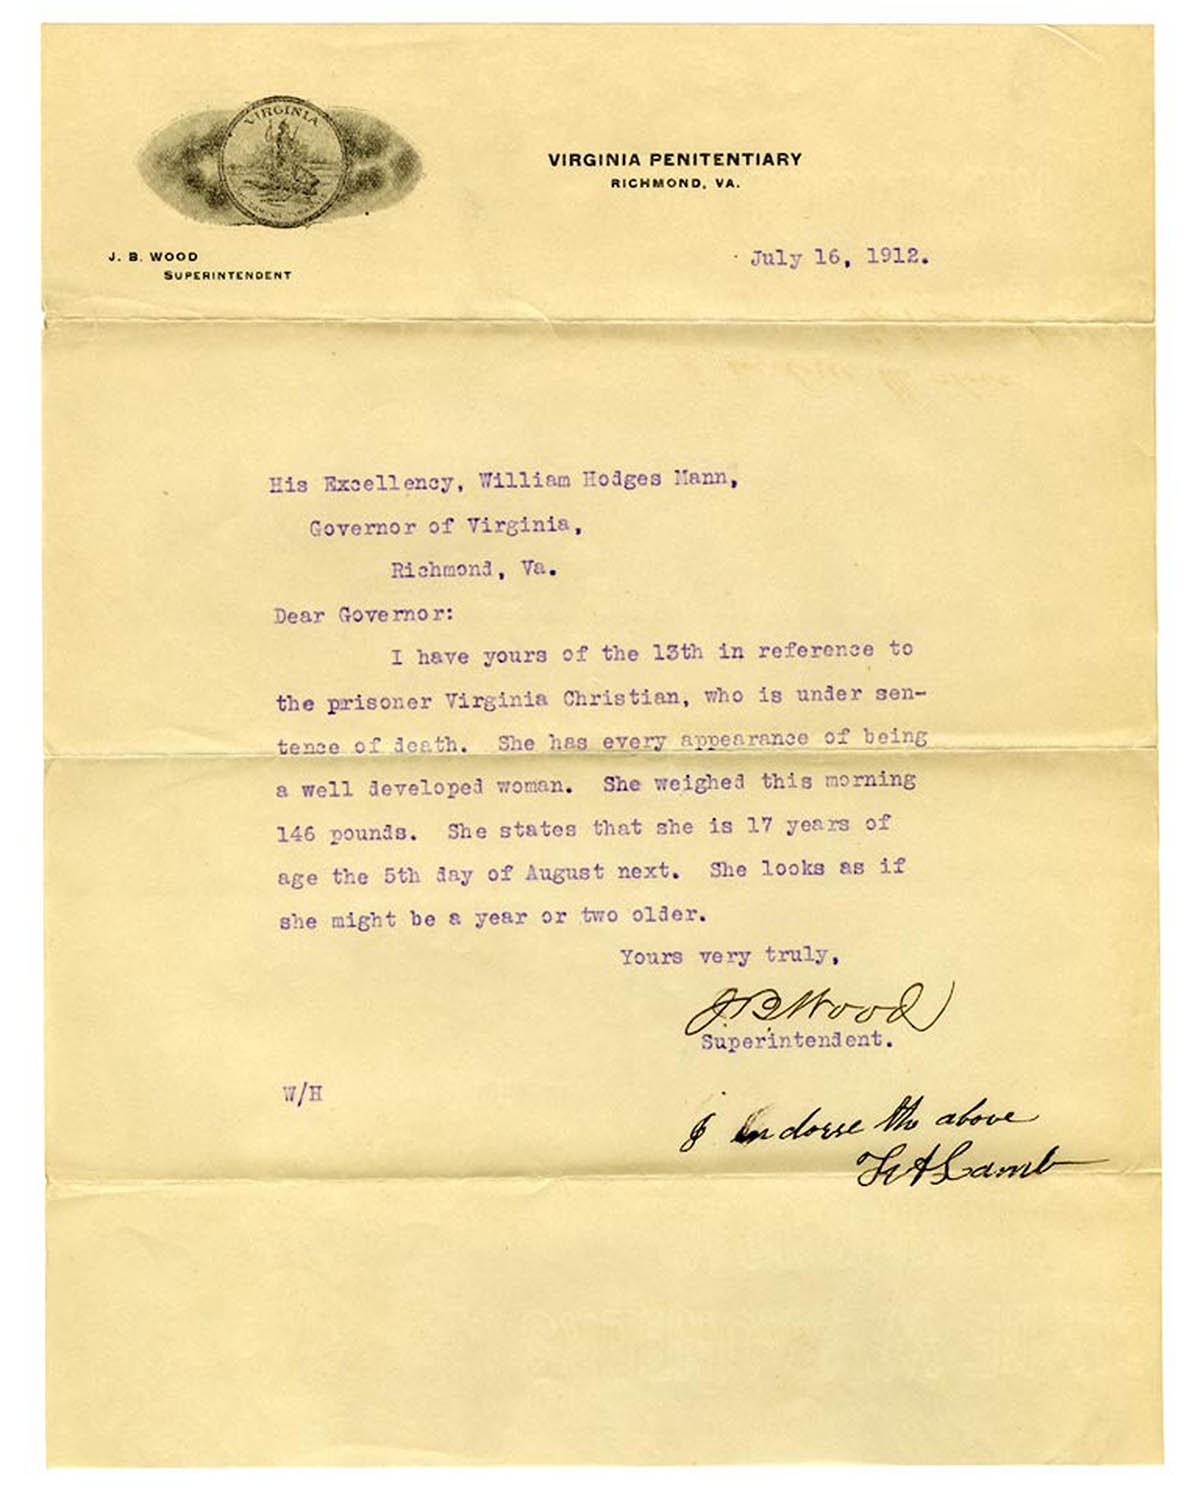 VIRGINIA
VIRGINIA PENITENTIARY
RICHMOND, VA.
J. B. WOOD
SUPERINTENDENT
July 16, 1912.
His Excellency, William Hodges Mann,
Governor of Virginia,
Richmond, Va.
Dear Governor:
I have yours of the 13th in reference to
the prisoner Virginia Christian, who is under sen-
tence of death. She has every appearance of being
a well developed woman. She weighed this morning
146 pounds. She states that she is 17 years of
age the 5th day of August next. She looks as if
she might be a year or two older.
Yours very truly,
J B Wood
Superintendent.
W/H
I Endorse the above
Lamb